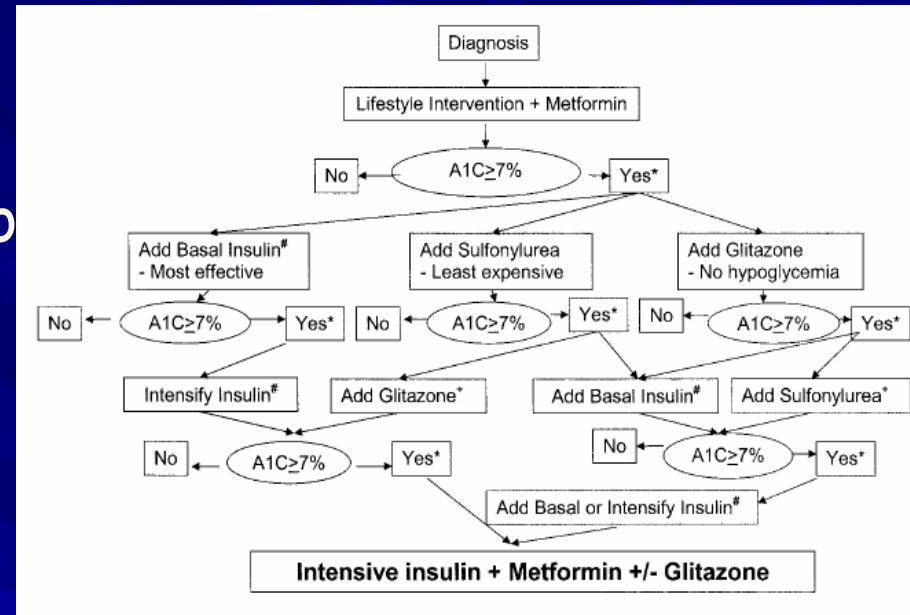 Diagnosis
Lifestyle Intervention + Metformin
No
A1C≥7%
Yes*
Add Basal Insulin#
- Most effective
Add Sulfonylurea
- Least expensive
Add Glitazone
- No hypoglycemia
No
A1C≥7%
Yes*
No
A1C≥7%
Yes*
No
A1C≥7%
Yes*
Intensify Insulin#
Add Glitazone+
Add Basal Insulin#
Add Sulfonylurea+
No
A1C≥7%
Yes*
No
A1C≥7%
Yes*
Add Basal or Intensify Insulin#
Intensive insulin + Metformin +/- Glitazone